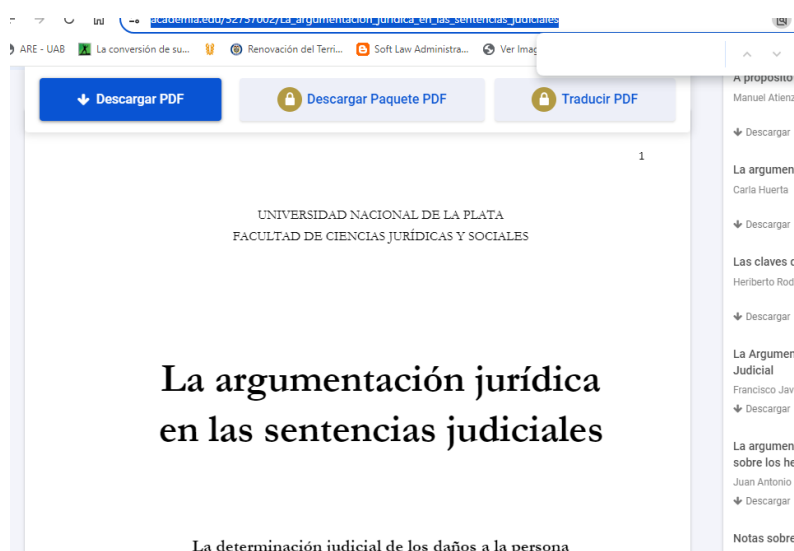 academia.edu/52757002/La_argumentación_jurídica_en_las_sentencias_judiciales
ARE - UAB La conversión de su... Renovación del Terri... Soft Law Administra... Ver Imag
Descargar PDF
Descargar Paquete PDF
Traducir PDF
1
UNIVERSIDAD NACIONAL DE LA PLATA
FACULTAD DE CIENCIAS JURÍDICAS Y SOCIALES
La argumentación jurídica
en las sentencias judiciales
La determinación judicial de los daños a la persona
A propósito
Manuel Atienz
Descargar
La argumen
Carla Huerta
Descargar
Las claves d
Heriberto Rod
Descargar
La Argumen
Judicial
Francisco Jav
Descargar
La argumen
sobre los he
Juan Antonio
Descargar
Notas sobre